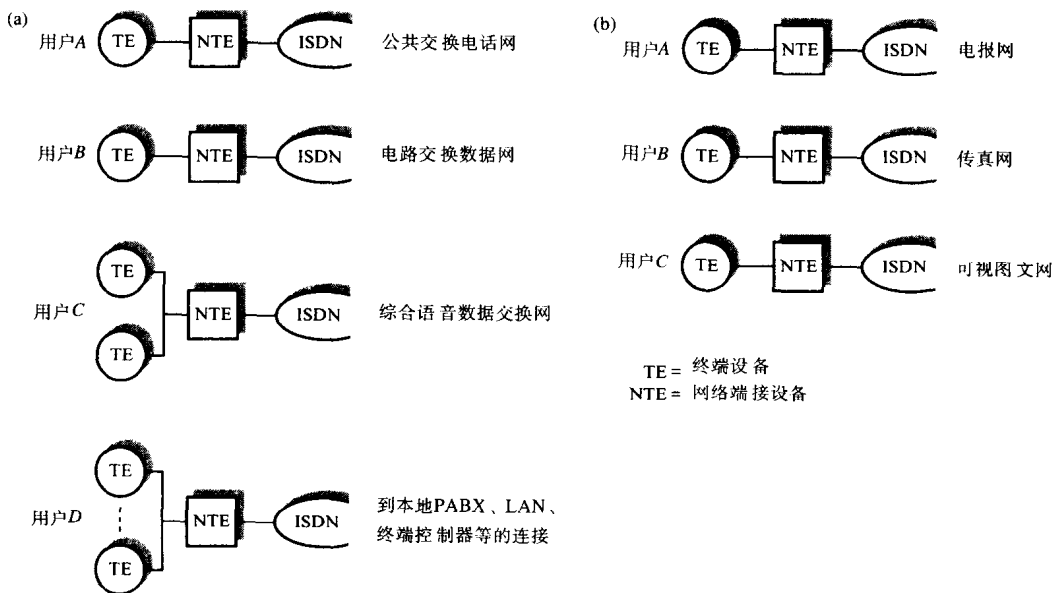 (a)
用户A TE NTE ISDN 公共交换电话网
用户B TE NTE ISDN 电路交换数据网
TE
用户C NTE ISDN 综合语音数据交换网
TE
TE
用户D NTE ISDN 到本地PABX、LAN、
终端控制器等的连接
TE
(b)
用户A TE NTE ISDN 电报网
用户B TE NTE ISDN 传真网
用户C TE NTE ISDN 可视图文网
TE = 终端设备
NTE = 网络端接设备